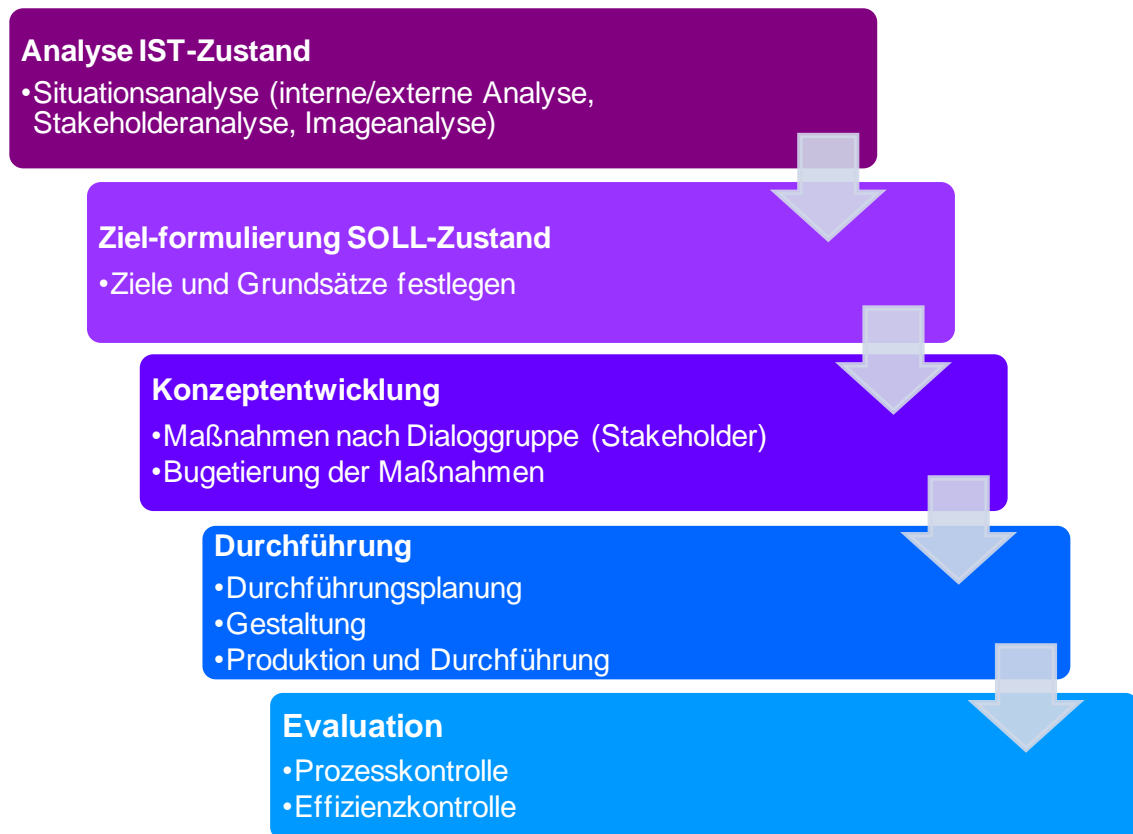 Analyse IST-Zustand
•Situationsanalyse (interne/externe Analyse,
Stakeholderanalyse, Imageanalyse)
Ziel-formulierung SOLL-Zustand
•Ziele und Grundsätze festlegen
Konzeptentwicklung
•Maßnahmen nach Dialoggruppe (Stakeholder)
•Bugetierung der Maßnahmen
Durchführung
•Durchführungsplanung
•Gestaltung
•Produktion und Durchführung
Evaluation
•Prozesskontrolle
•Effizienzkontrolle